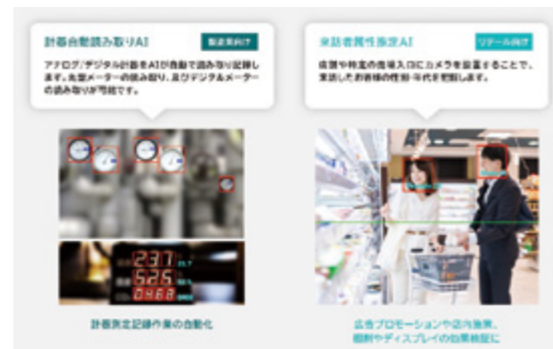 計器自動読み取りAI
製造業向け
アナログ/デジタル計器をAIが自動で読み取り記録し
ます。丸型メーターの読み取り、及びデジタルメーター
の読み取りが可能です。
237
525
0468
計器測定記録作業の自動化
来訪者属性推定AI
リテール向け
店頭や特定の売場入口にカメラを設置することで、
来訪したお客様の性別・年代を把握します。
広告プロモーションや店内施策、
棚割やディスプレイの効果検証に